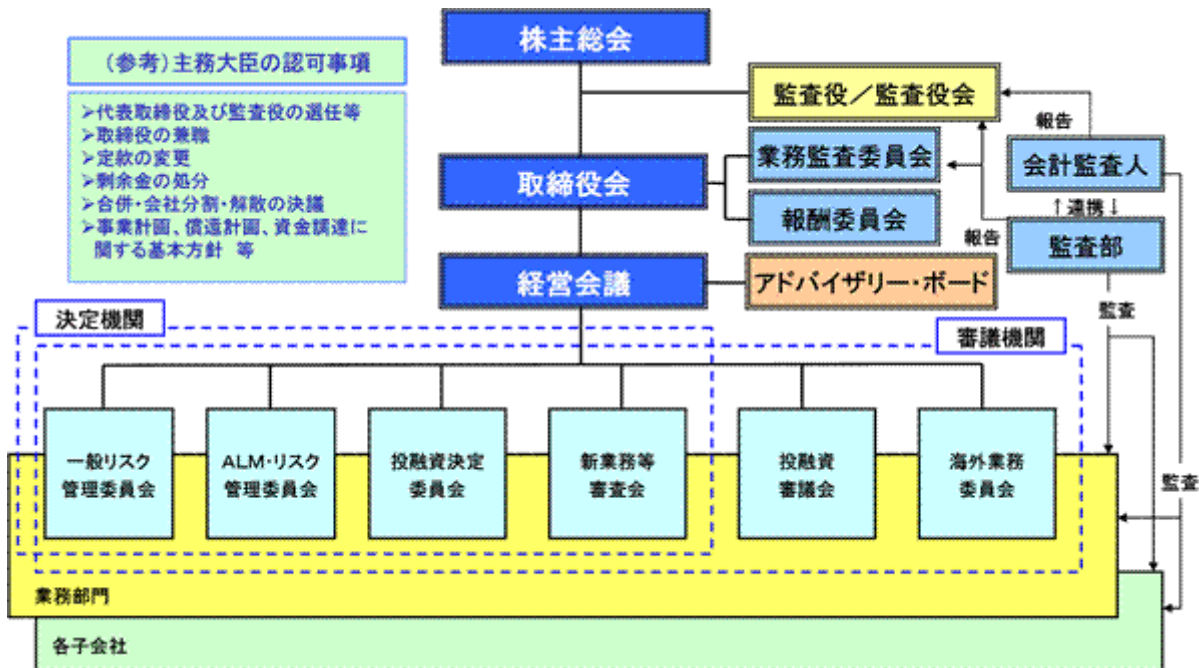 株主総会
(参考)主務大臣の認可事項
➢代表取締役及び監査役の選任等
➢取締役の兼職
➢定款の変更
➢剰余金の処分
➢合併・会社分割・解散の決議
➢事業計画、償還計画、資金調達に
関する基本方針 等
監査役／監査役会
報告
業務監査委員会
会計監査人
取締役会
報酬委員会
↑連携↓
報告
監査部
経営会議
アドバイザリー・ボード
監査
決定機関
審議機関
一般リスク
管理委員会
ALM・リスク
管理委員会
投融資決定
委員会
新業務等
審査会
投融資
審議会
海外業務
委員会
監査
業務部門
各子会社